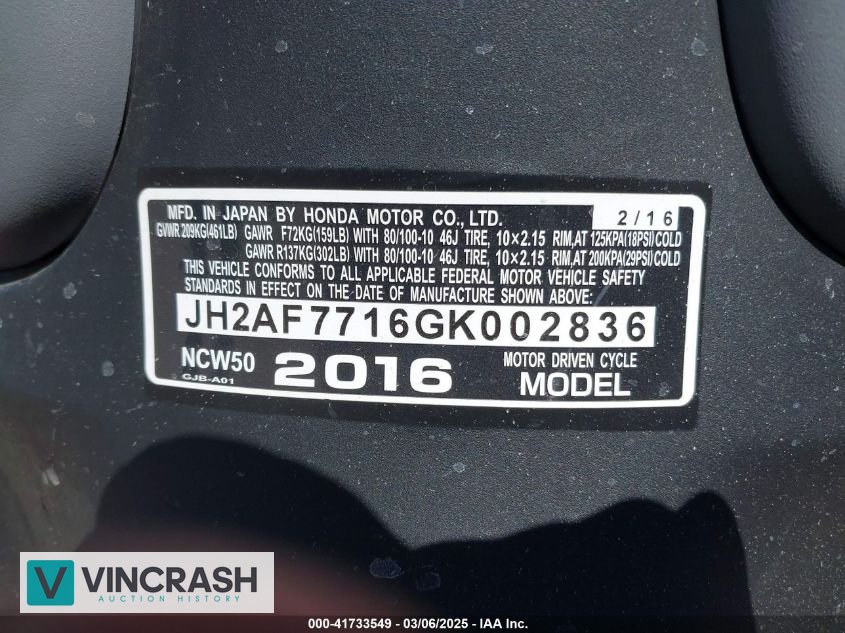 MFD. IN JAPAN BY HONDA MOTOR CO., LTD. 2/16
GVWR 209KG(461LB) GAWR F72KG(159LB) WITH 80/100-10 46J TIRE, 10×2.15 RIM,AT 125KPA(18PSI)COLD
GAWR R137KG(302LB) WITH 80/100-10 46J TIRE, 10×2.15 RIM,AT 200KPA(29PSI)COLD
THIS VEHICLE CONFORMS TO ALL APPLICABLE FEDERAL MOTOR VEHICLE SAFETY
STANDARDS IN EFFECT ON THE DATE OF MANUFACTURE SHOWN ABOVE:
JH2AF7716GK002836
NCW50 2016 MOTOR DRIVEN CYCLE
GJB-A01 MODEL
V VINCRASH
AUCTION HISTORY
000-41733549 - 03/06/2025 - IAA Inc.